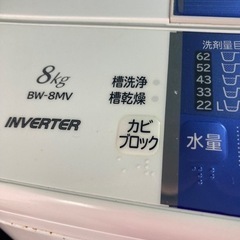 洗剤量目
8kg
BW-8MV
INVERTER
槽洗浄
槽乾燥
カビ
ブロック
62
52
43
33
22 L
水量